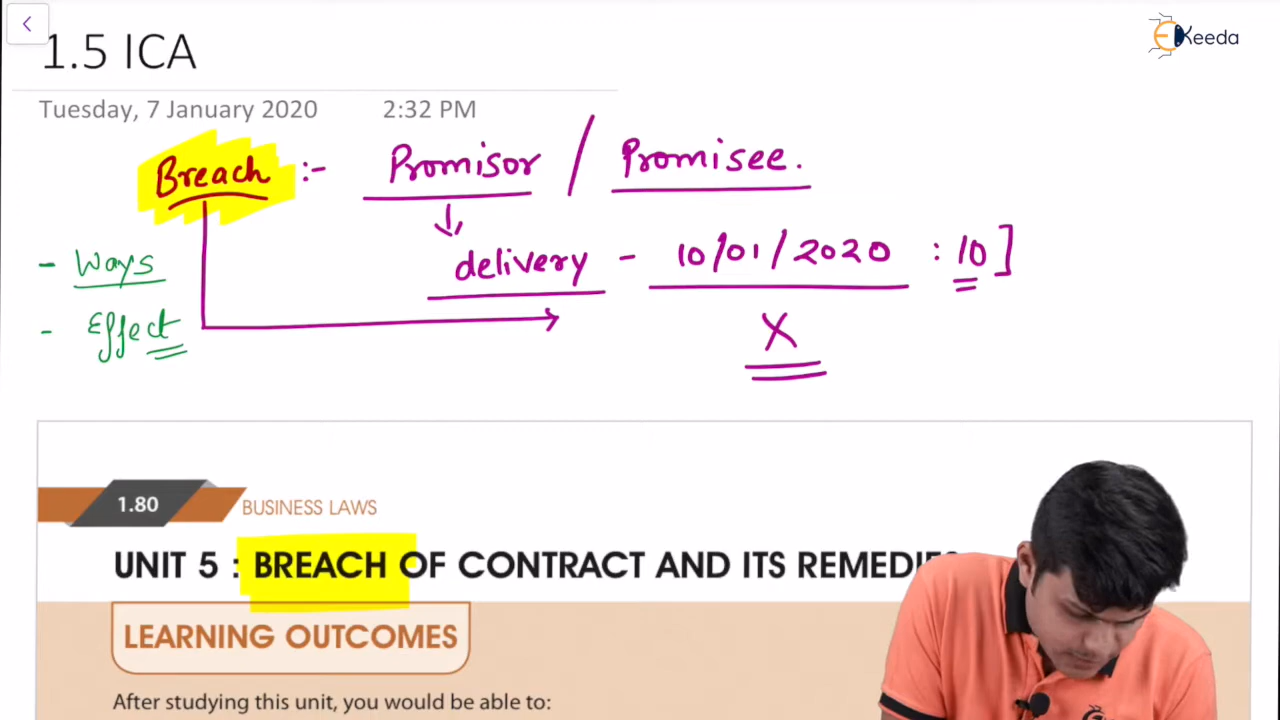 1.5 ICA
EKeeda
Tuesday, 7 January 2020 2:32 PM
Breach :- Promisor / Promisee.
- Ways
delivery - 10/01/2020 : 10]
- Effect
X
1.80 BUSINESS LAWS
UNIT 5 : BREACH OF CONTRACT AND ITS REMEDIES
LEARNING OUTCOMES
After studying this unit, you would be able to: